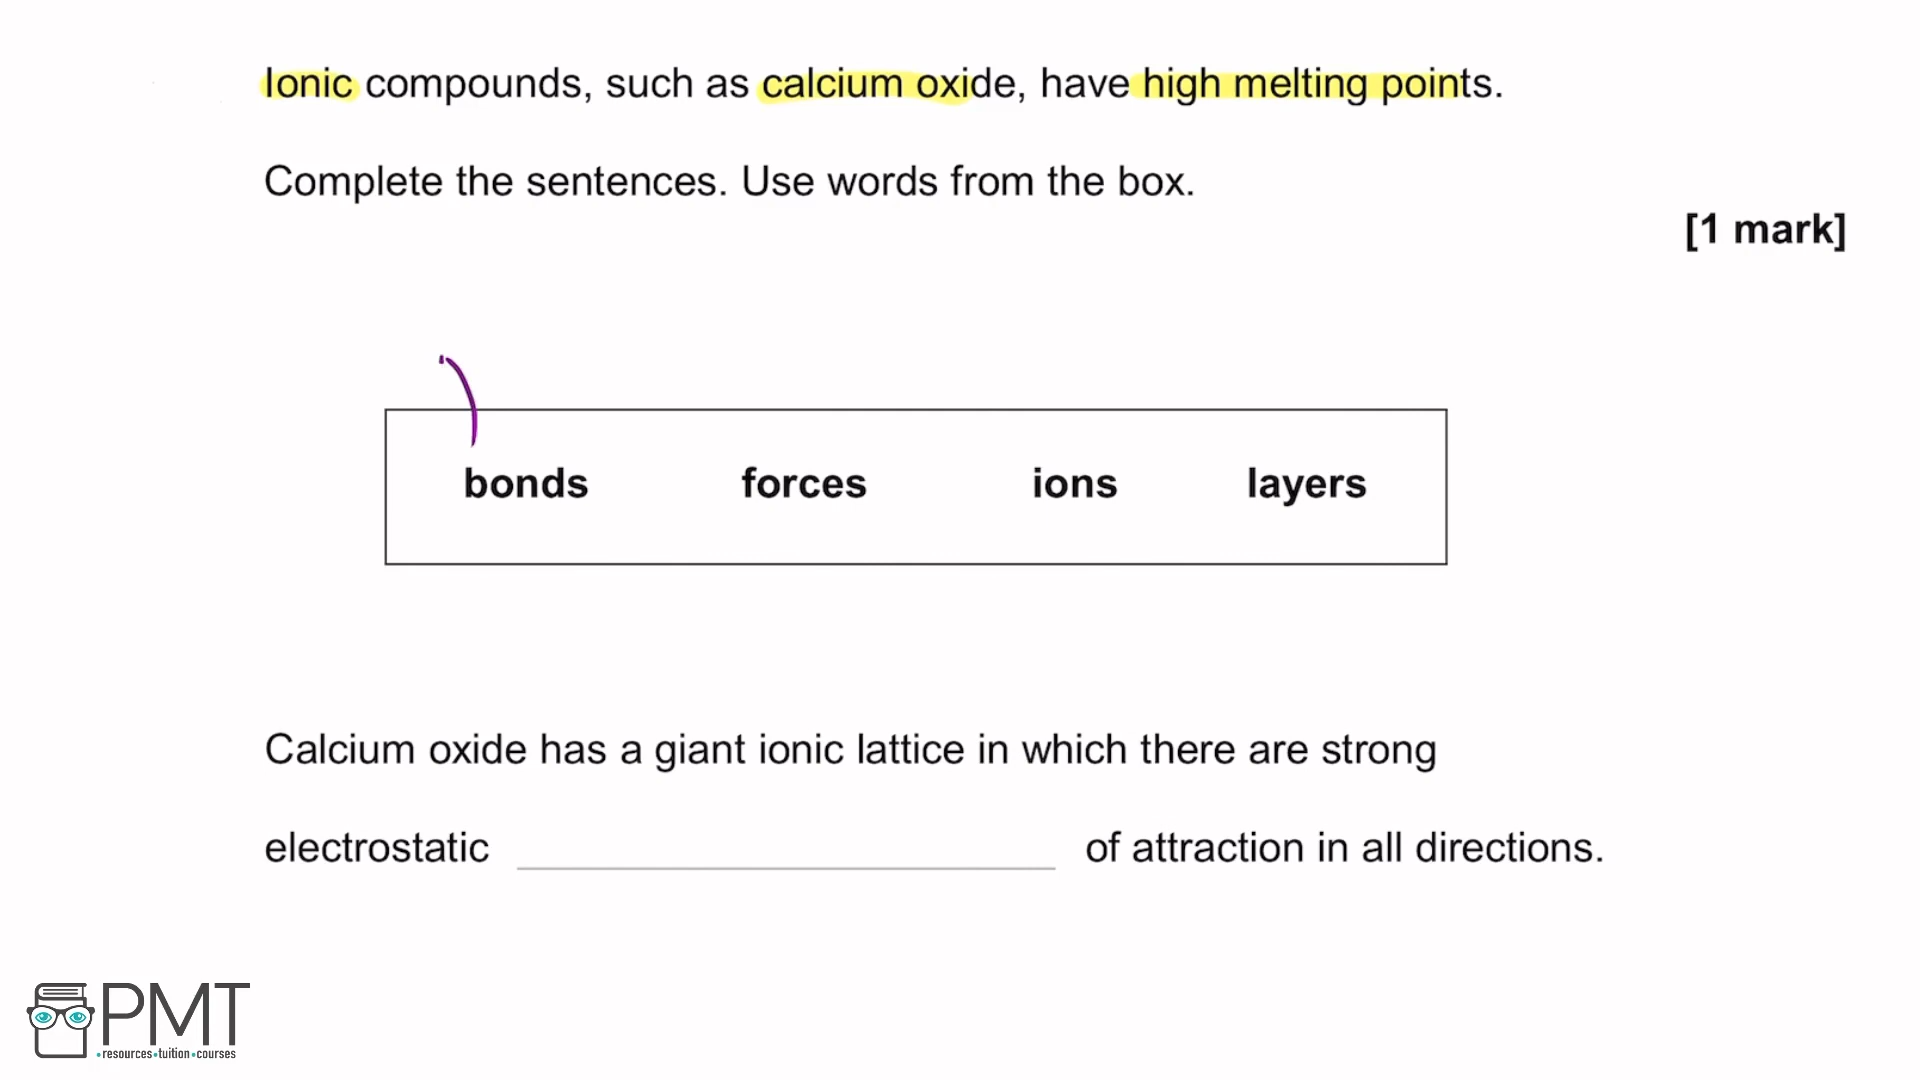 Ionic compounds, such as calcium oxide, have high melting points.
Complete the sentences. Use words from the box.
[1 mark]
bonds forces ions layers
Calcium oxide has a giant ionic lattice in which there are strong
electrostatic of attraction in all directions.
PMT
resources tuition courses